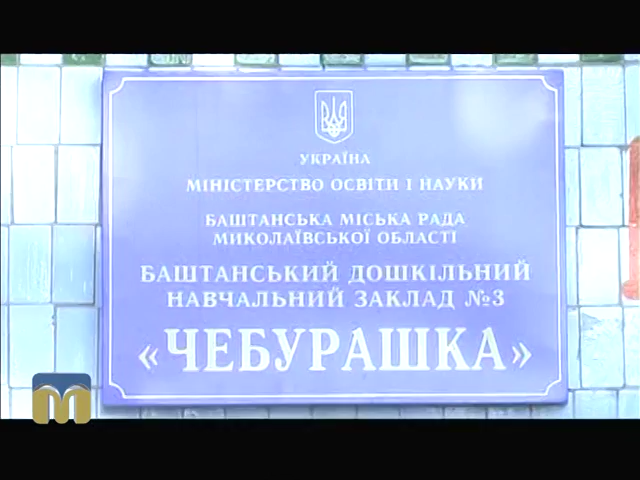 УКРАЇНА
МІНІСТЕРСТВО ОСВІТИ І НАУКИ
БАШТАНСЬКА МІСЬКА РАДА
МИКОЛАЇВСЬКОЇ ОБЛАСТІ
БАШТАНСЬКИЙ ДОШКІЛЬНИЙ
НАВЧАЛЬНИЙ ЗАКЛАД №3
«ЧЕБУРАШКА»
m